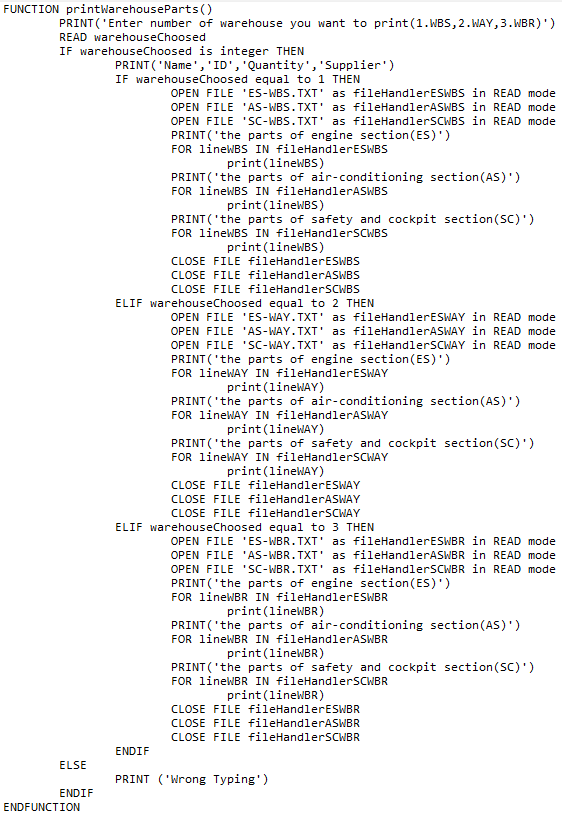 FUNCTION printWarehouseParts()
PRINT('Enter number of warehouse you want to print(1.WBS,2.WAY,3.WBR)')
READ warehouseChoosed
IF warehouseChoosed is integer THEN
PRINT('Name','ID','Quantity','Supplier')
IF warehouseChoosed equal to 1 THEN
OPEN FILE 'ES-WBS.TXT' as fileHandlerESWBS in READ mode
OPEN FILE 'AS-WBS.TXT' as fileHandlerASWBS in READ mode
OPEN FILE 'SC-WBS.TXT' as fileHandlerSCWBS in READ mode
PRINT('the parts of engine section(ES)')
FOR lineWBS IN fileHandlerESWBS
print(lineWBS)
PRINT('the parts of air-conditioning section(AS)')
FOR lineWBS IN fileHandlerASWBS
print(lineWBS)
PRINT('the parts of safety and cockpit section(SC)')
FOR lineWBS IN fileHandlerSCWBS
print(lineWBS)
CLOSE FILE fileHandlerESWBS
CLOSE FILE fileHandlerASWBS
CLOSE FILE fileHandlerSCWBS
ELIF warehouseChoosed equal to 2 THEN
OPEN FILE 'ES-WAY.TXT' as fileHandlerESWAY in READ mode
OPEN FILE 'AS-WAY.TXT' as fileHandlerASWAY in READ mode
OPEN FILE 'SC-WAY.TXT' as fileHandlerSCWAY in READ mode
PRINT('the parts of engine section(ES)')
FOR lineWAY IN fileHandlerESWAY
print(lineWAY)
PRINT('the parts of air-conditioning section(AS)')
FOR lineWAY IN fileHandlerASWAY
print(lineWAY)
PRINT('the parts of safety and cockpit section(SC)')
FOR lineWAY IN fileHandlerSCWAY
print(lineWAY)
CLOSE FILE fileHandlerESWAY
CLOSE FILE fileHandlerASWAY
CLOSE FILE fileHandlerSCWAY
ELIF warehouseChoosed equal to 3 THEN
OPEN FILE 'ES-WBR.TXT' as fileHandlerESWBR in READ mode
OPEN FILE 'AS-WBR.TXT' as fileHandlerASWBR in READ mode
OPEN FILE 'SC-WBR.TXT' as fileHandlerSCWBR in READ mode
PRINT('the parts of engine section(ES)')
FOR lineWBR IN fileHandlerESWBR
print(lineWBR)
PRINT('the parts of air-conditioning section(AS)')
FOR lineWBR IN fileHandlerASWBR
print(lineWBR)
PRINT('the parts of safety and cockpit section(SC)')
FOR lineWBR IN fileHandlerSCWBR
print(lineWBR)
CLOSE FILE fileHandlerESWBR
CLOSE FILE fileHandlerASWBR
CLOSE FILE fileHandlerSCWBR
ENDIF
ELSE
PRINT ('Wrong Typing')
ENDIF
ENDFUNCTION